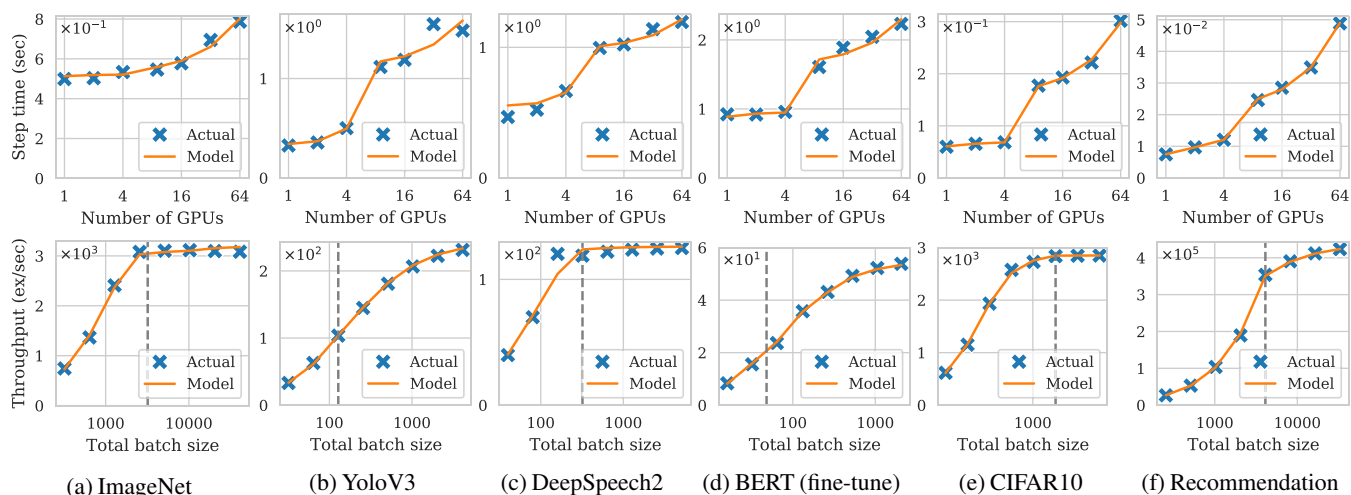 Step time (sec)
×10⁻¹
8
6
4
2
0
1 4 16 64
Number of GPUs
Actual
Model
×10⁰
1
0
1 4 16 64
Number of GPUs
Actual
Model
×10⁰
1
0
1 4 16 64
Number of GPUs
Actual
Model
×10⁰
2
1
0
1 4 16 64
Number of GPUs
Actual
Model
×10⁻¹
3
2
1
0
1 4 16 64
Number of GPUs
Actual
Model
×10⁻²
5
4
3
2
1
0
1 4 16 64
Number of GPUs
Actual
Model
Throughput (ex/sec)
×10³
3
2
1
0
1000 10000
Total batch size
Actual
Model
×10²
2
1
0
100 1000
Total batch size
Actual
Model
×10²
1
0
100 1000
Total batch size
Actual
Model
×10¹
6
4
2
0
100 1000
Total batch size
Actual
Model
×10³
3
2
1
0
1000
Total batch size
Actual
Model
×10⁵
4
3
2
1
0
1000 10000
Total batch size
Actual
Model
(a) ImageNet
(b) YoloV3
(c) DeepSpeech2
(d) BERT (fine-tune)
(e) CIFAR10
(f) Recommendation